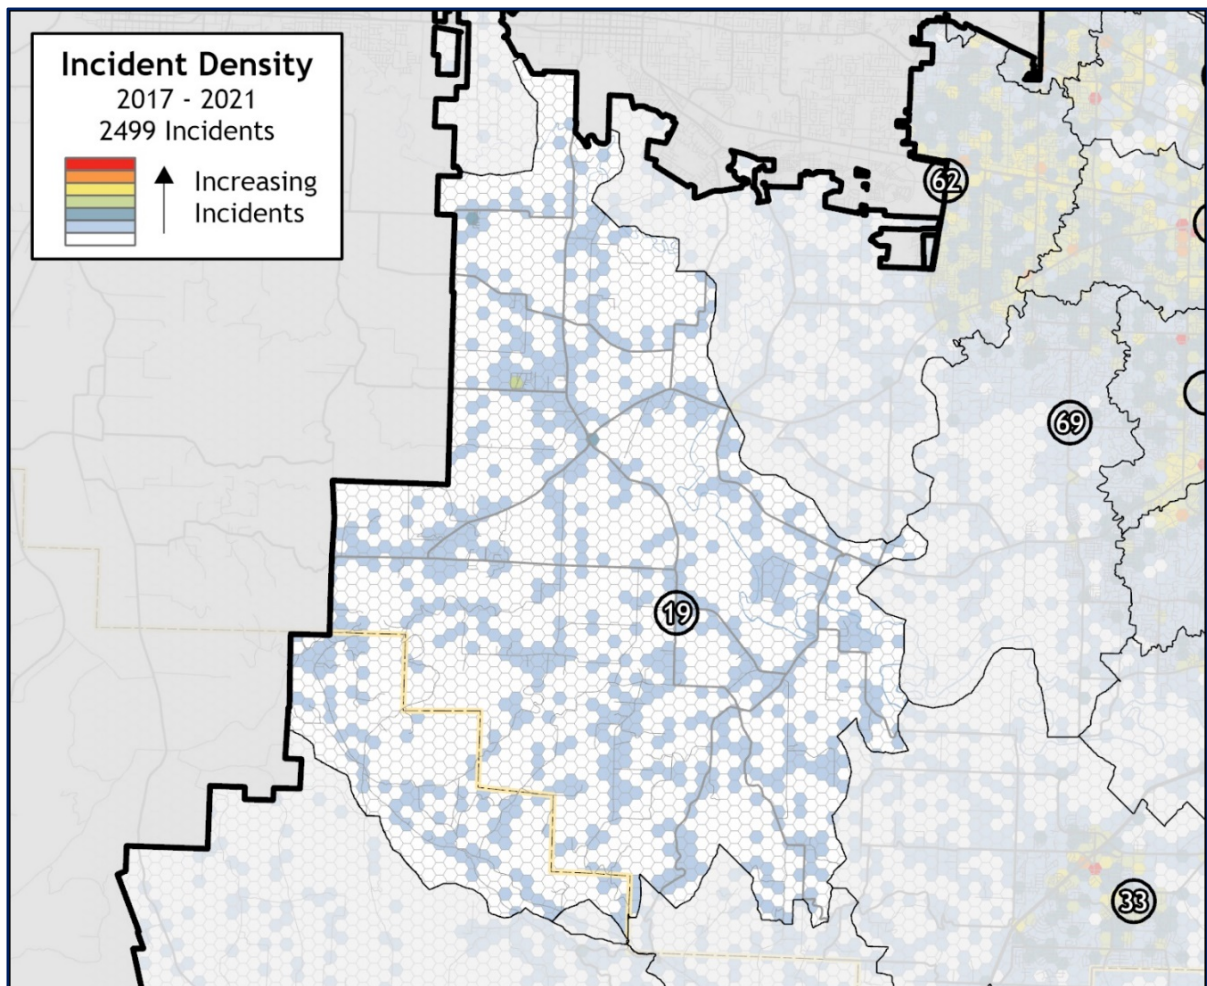 Incident Density
2017 - 2021
2499 Incidents
Increasing
Incidents
62
69
19
33